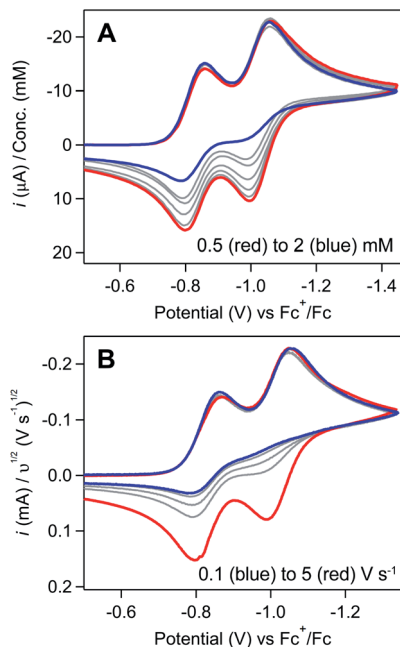 A
-20
-10
0
10
20
i (μA) / Conc. (mM)
0.5 (red) to 2 (blue) mM
-0.6 -0.8 -1.0 -1.2 -1.4
Potential (V) vs Fc⁺/Fc
B
-0.2
-0.1
0.0
0.1
0.2
i (mA) / υ¹/² (V s⁻¹)¹/²
0.1 (blue) to 5 (red) V s⁻¹
-0.6 -0.8 -1.0 -1.2
Potential (V) vs Fc⁺/Fc